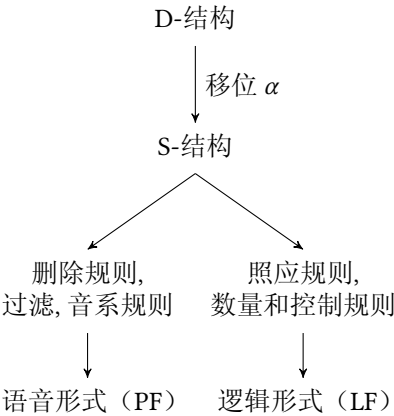 D-结构
移位 α
S-结构
删除规则,
过滤, 音系规则
照应规则,
数量和控制规则
语音形式（PF）
逻辑形式（LF）